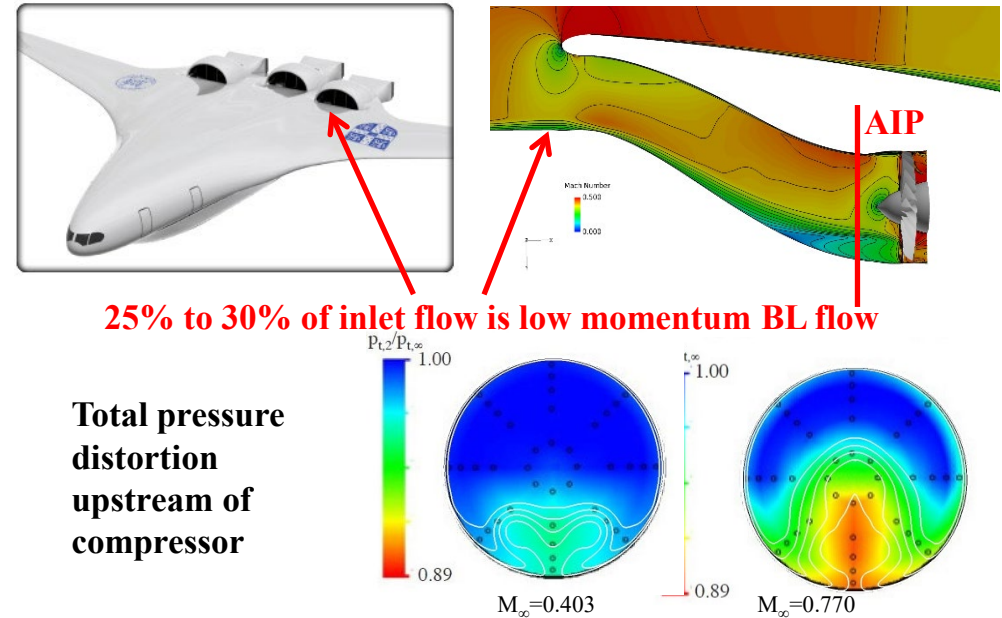 AIP
Mach Number
0.500
0.000
z
x
25% to 30% of inlet flow is low momentum BL flow
pt,2/pt,∞
1.00
t,∞
1.00
Total pressure
distortion
upstream of
compressor
0.89
0.89
M∞=0.403
M∞=0.770